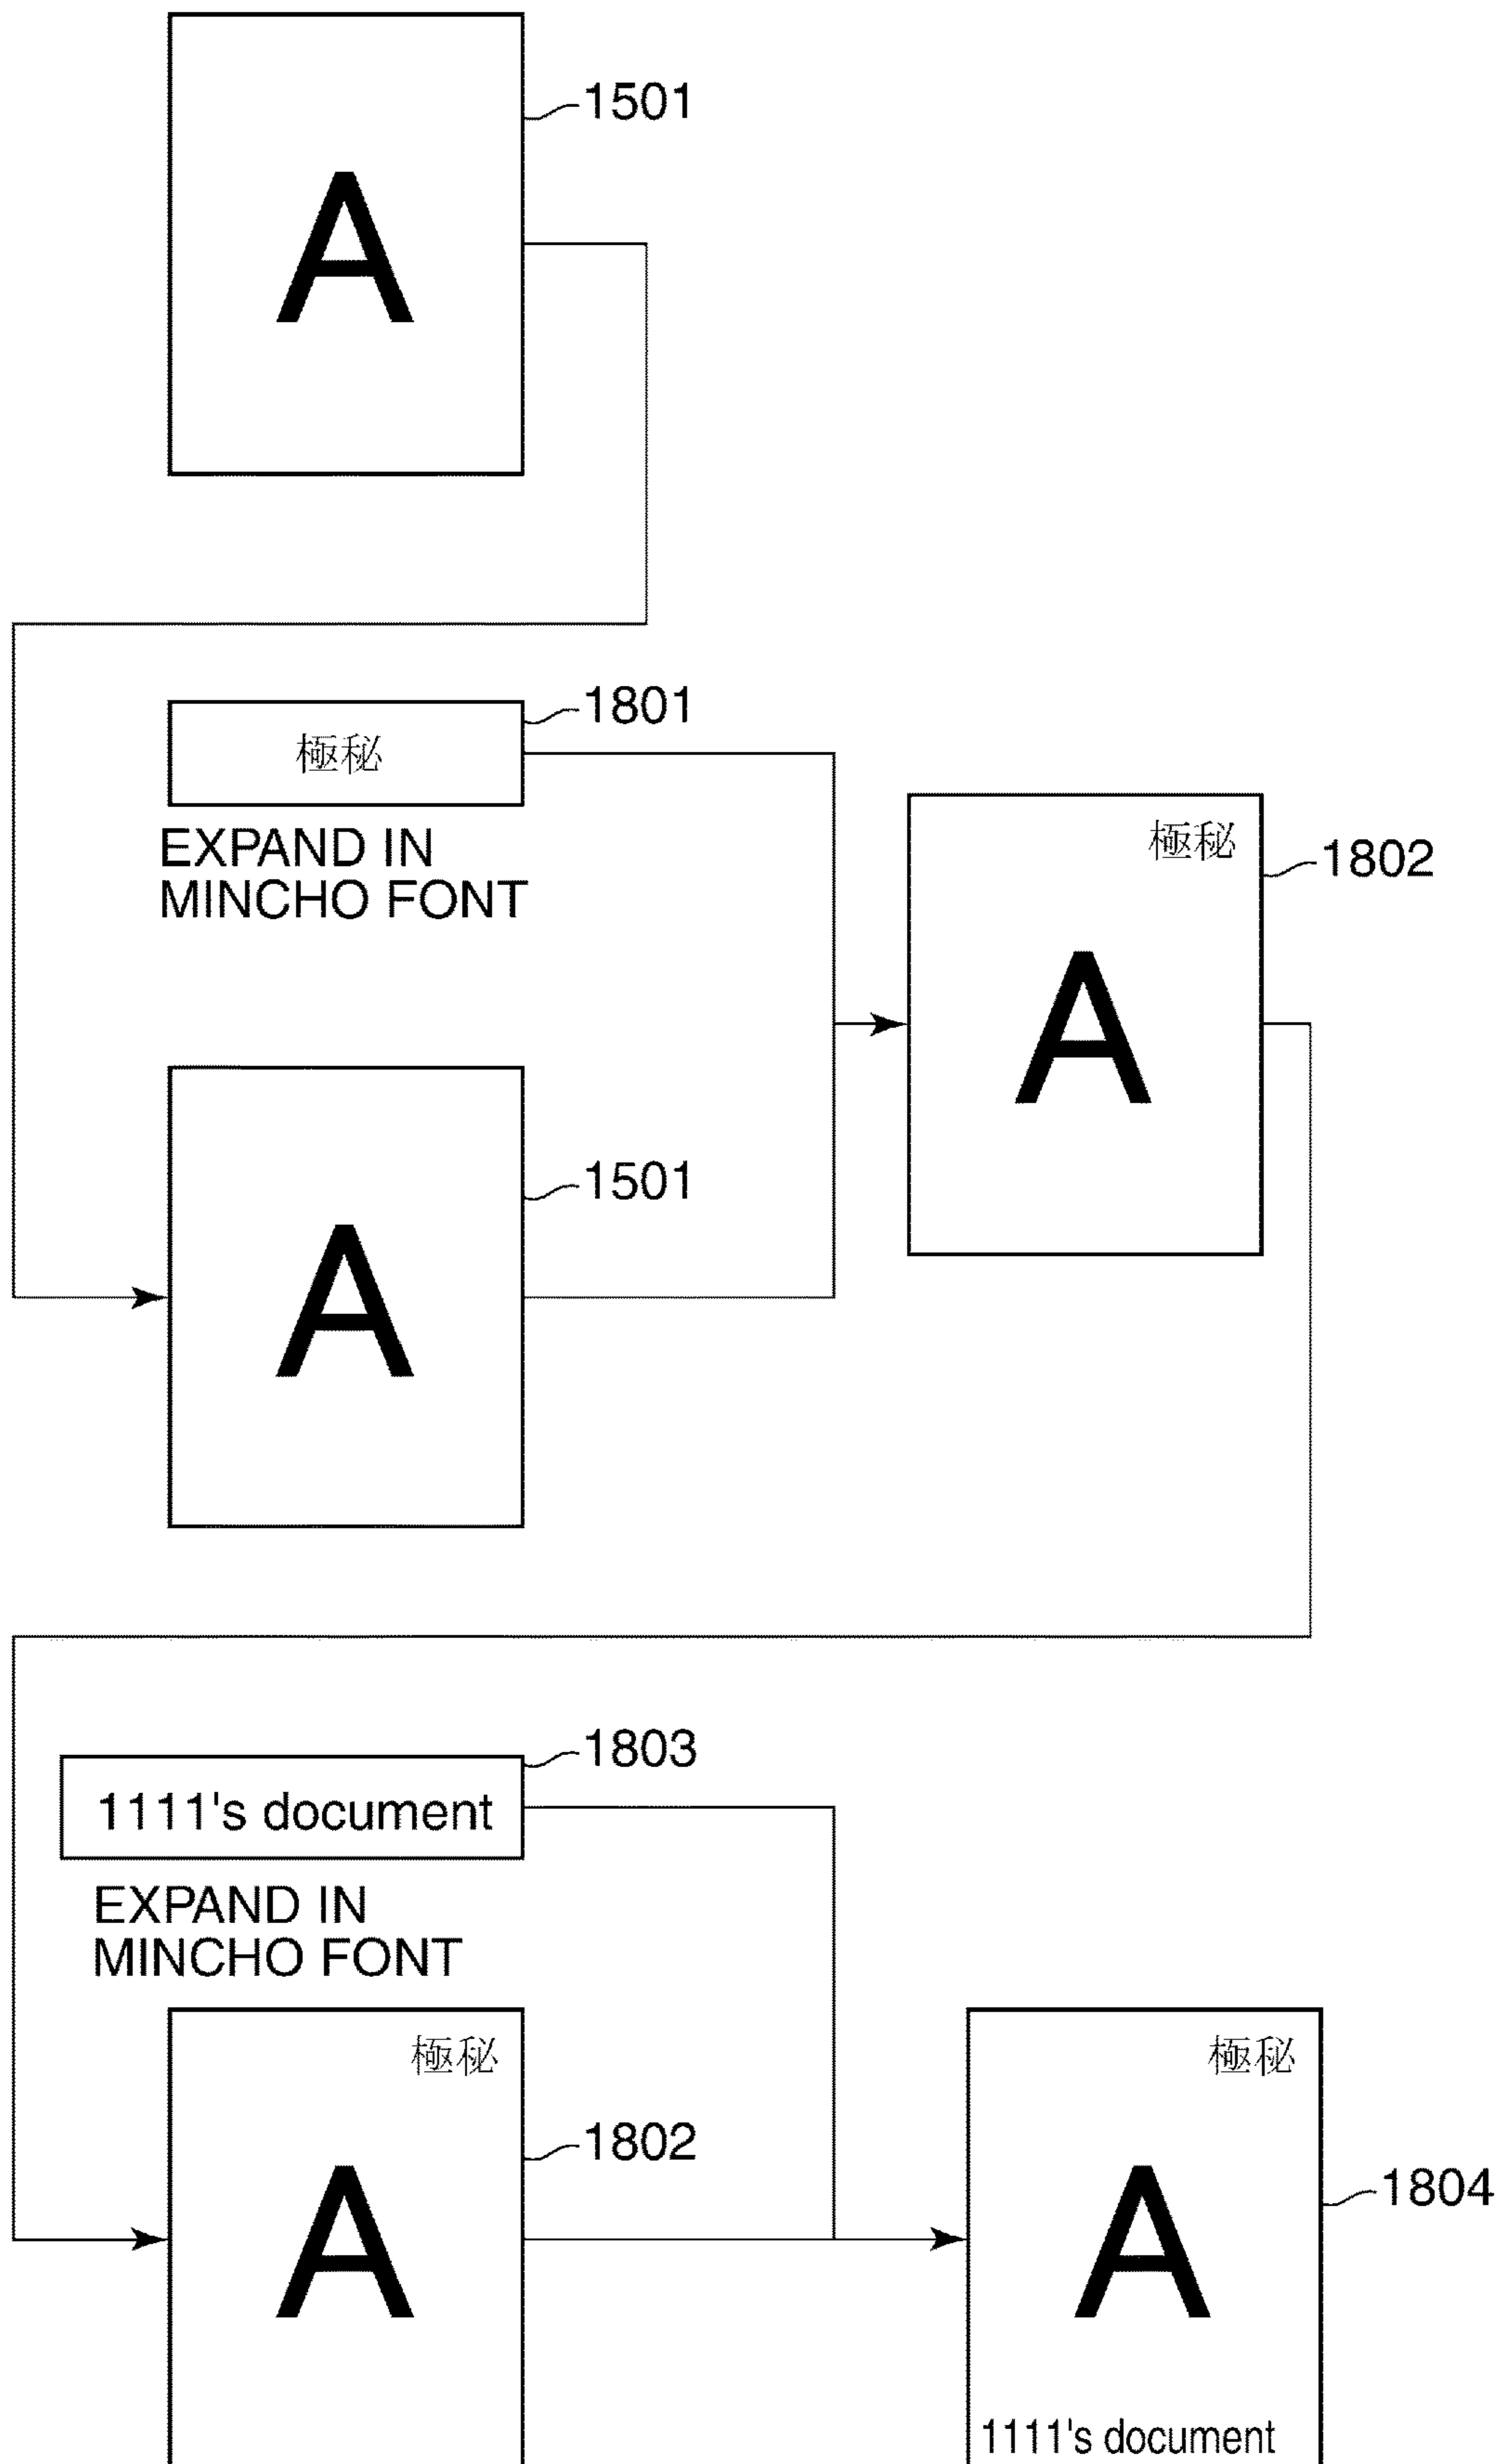 1501
A
1801
極秘
EXPAND IN
MINCHO FONT
極秘
1802
A
1501
A
1803
1111's document
EXPAND IN
MINCHO FONT
極秘
1802
A
極秘
1804
A
1111's document